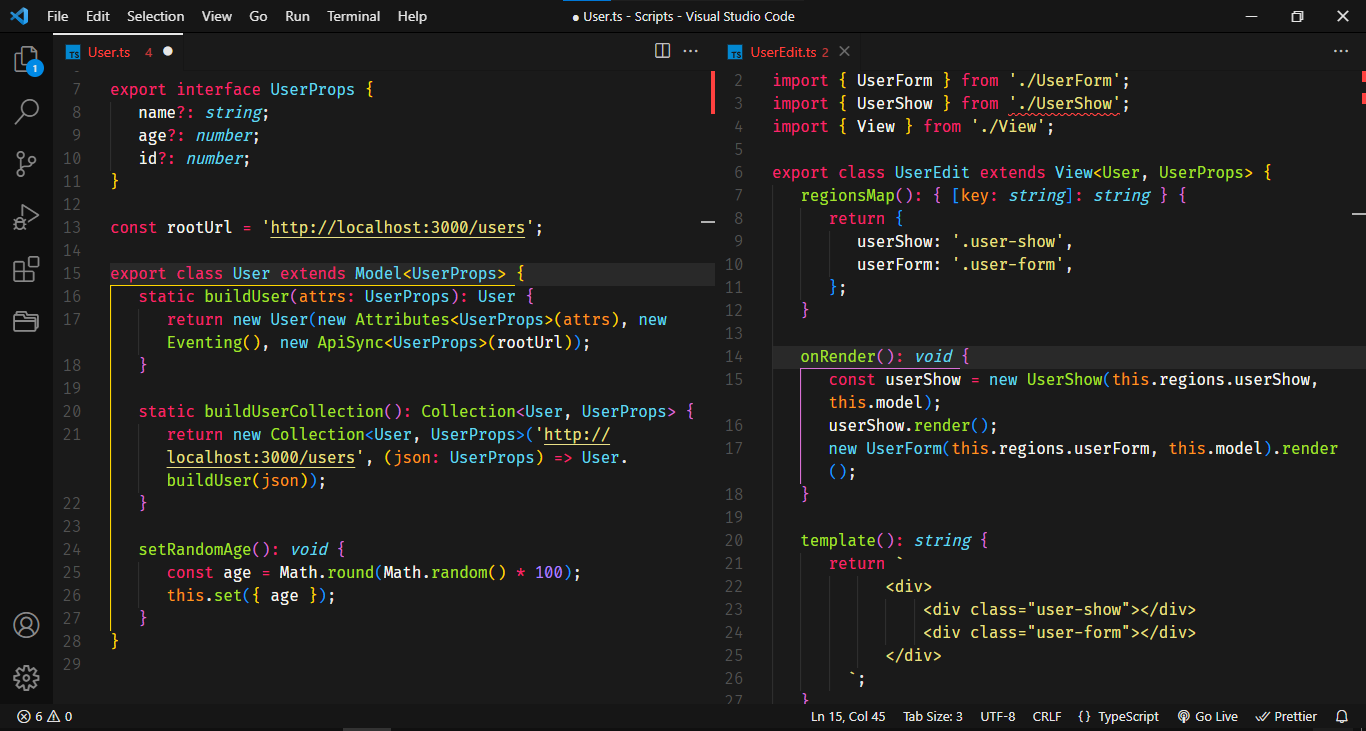 File Edit Selection View Go Run Terminal Help
● User.ts - Scripts - Visual Studio Code
1
TS User.ts 4 ●
7 export interface UserProps {
8 name?: string;
9 age?: number;
10 id?: number;
11 }
12
13 const rootUrl = 'http://localhost:3000/users';
14
15 export class User extends Model<UserProps> {
16 static buildUser(attrs: UserProps): User {
17 return new User(new Attributes<UserProps>(attrs), new
Eventing(), new ApiSync<UserProps>(rootUrl));
18 }
19
20 static buildUserCollection(): Collection<User, UserProps> {
21 return new Collection<User, UserProps>('http://
localhost:3000/users', (json: UserProps) => User.
buildUser(json));
22 }
23
24 setRandomAge(): void {
25 const age = Math.round(Math.random() * 100);
26 this.set({ age });
27 }
28 }
29
TS UserEdit.ts 2
2 import { UserForm } from './UserForm';
3 import { UserShow } from './UserShow';
4 import { View } from './View';
5
6 export class UserEdit extends View<User, UserProps> {
7 regionsMap(): { [key: string]: string } {
8 return {
9 userShow: '.user-show',
10 userForm: '.user-form',
11 };
12 }
13
14 onRender(): void {
15 const userShow = new UserShow(this.regions.userShow,
this.model);
16 userShow.render();
17 new UserForm(this.regions.userForm, this.model).render
();
18 }
19
20 template(): string {
21 return `
22 <div>
23 <div class="user-show"></div>
24 <div class="user-form"></div>
25 </div>
26 `;
27 }
6 0
Ln 15, Col 45 Tab Size: 3 UTF-8 CRLF {} TypeScript Go Live Prettier